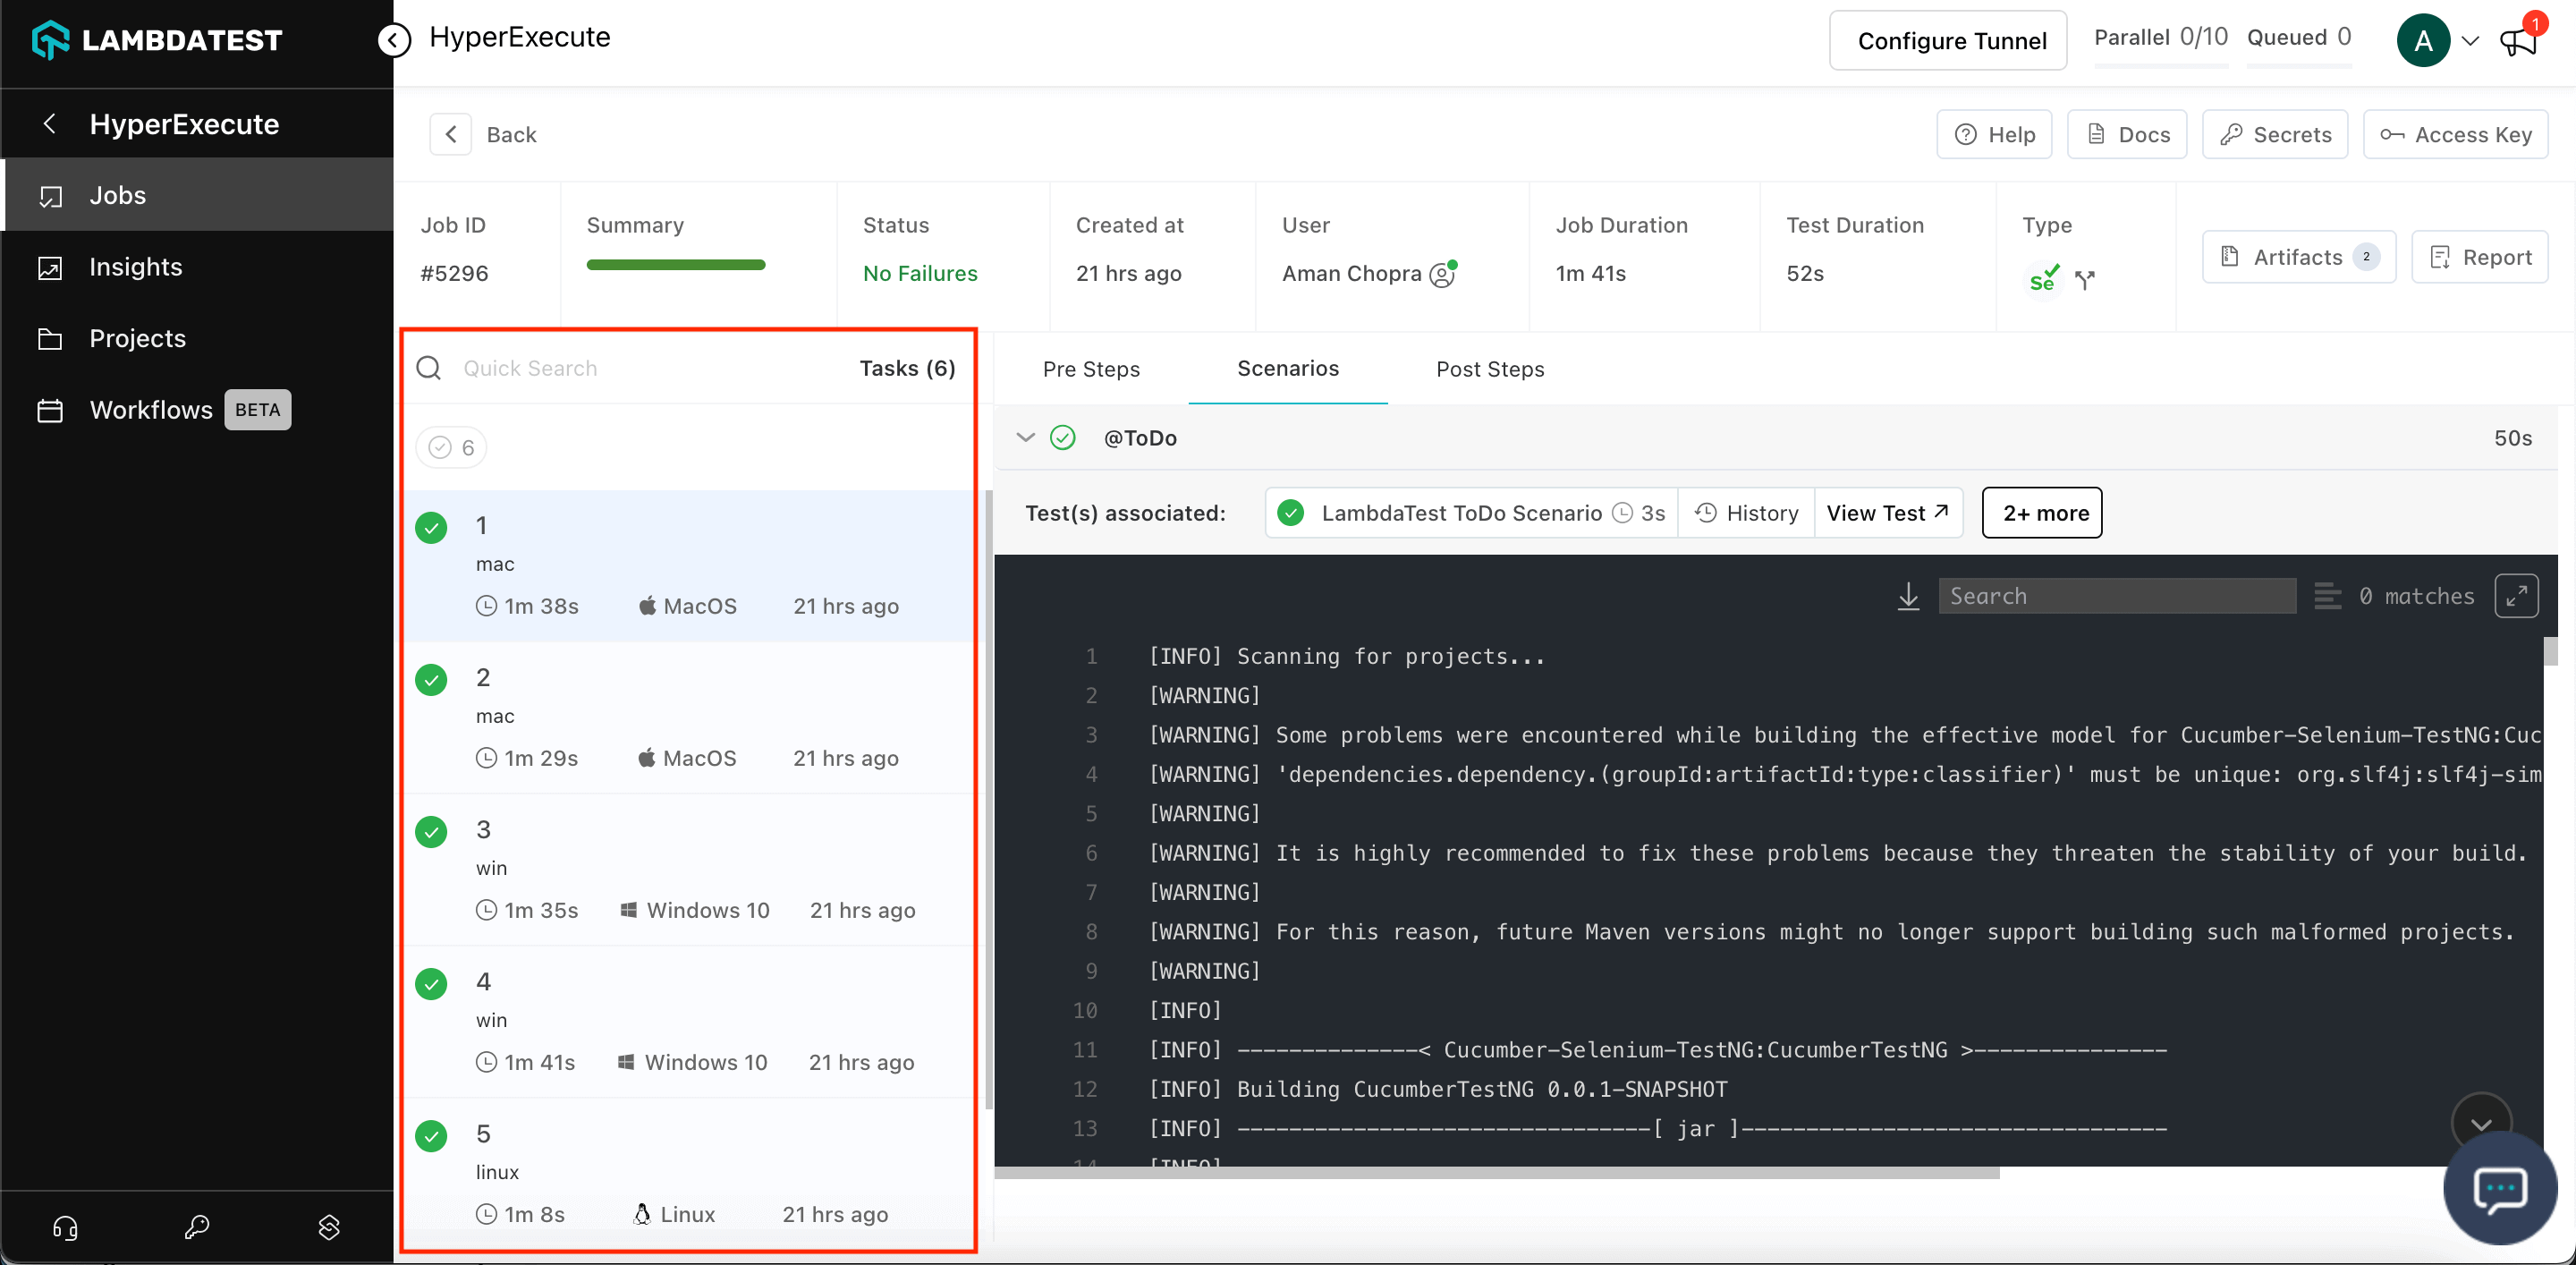 LAMBDATEST
HyperExecute
Configure Tunnel
Parallel 0/10
Queued 0
A
1
HyperExecute
Jobs
Insights
Projects
Workflows BETA
Back
Help
Docs
Secrets
Access Key
Job ID
#5296
Summary
Status
No Failures
Created at
21 hrs ago
User
Aman Chopra
Job Duration
1m 41s
Test Duration
52s
Type
Se
Artifacts 2
Report
Quick Search
Tasks (6)
6
1
mac
1m 38s MacOS 21 hrs ago
2
mac
1m 29s MacOS 21 hrs ago
3
win
1m 35s Windows 10 21 hrs ago
4
win
1m 41s Windows 10 21 hrs ago
5
linux
1m 8s Linux 21 hrs ago
Pre Steps
Scenarios
Post Steps
@ToDo
50s
Test(s) associated:
LambdaTest ToDo Scenario 3s
History
View Test
2+ more
Search
0 matches
1 [INFO] Scanning for projects...
2 [WARNING]
3 [WARNING] Some problems were encountered while building the effective model for Cucumber-Selenium-TestNG:Cuc
4 [WARNING] 'dependencies.dependency.(groupId:artifactId:type:classifier)' must be unique: org.slf4j:slf4j-sim
5 [WARNING]
6 [WARNING] It is highly recommended to fix these problems because they threaten the stability of your build.
7 [WARNING]
8 [WARNING] For this reason, future Maven versions might no longer support building such malformed projects.
9 [WARNING]
10 [INFO]
11 [INFO] --------------< Cucumber-Selenium-TestNG:CucumberTestNG >---------------
12 [INFO] Building CucumberTestNG 0.0.1-SNAPSHOT
13 [INFO] --------------------------------[ jar ]---------------------------------
14 [INFO]